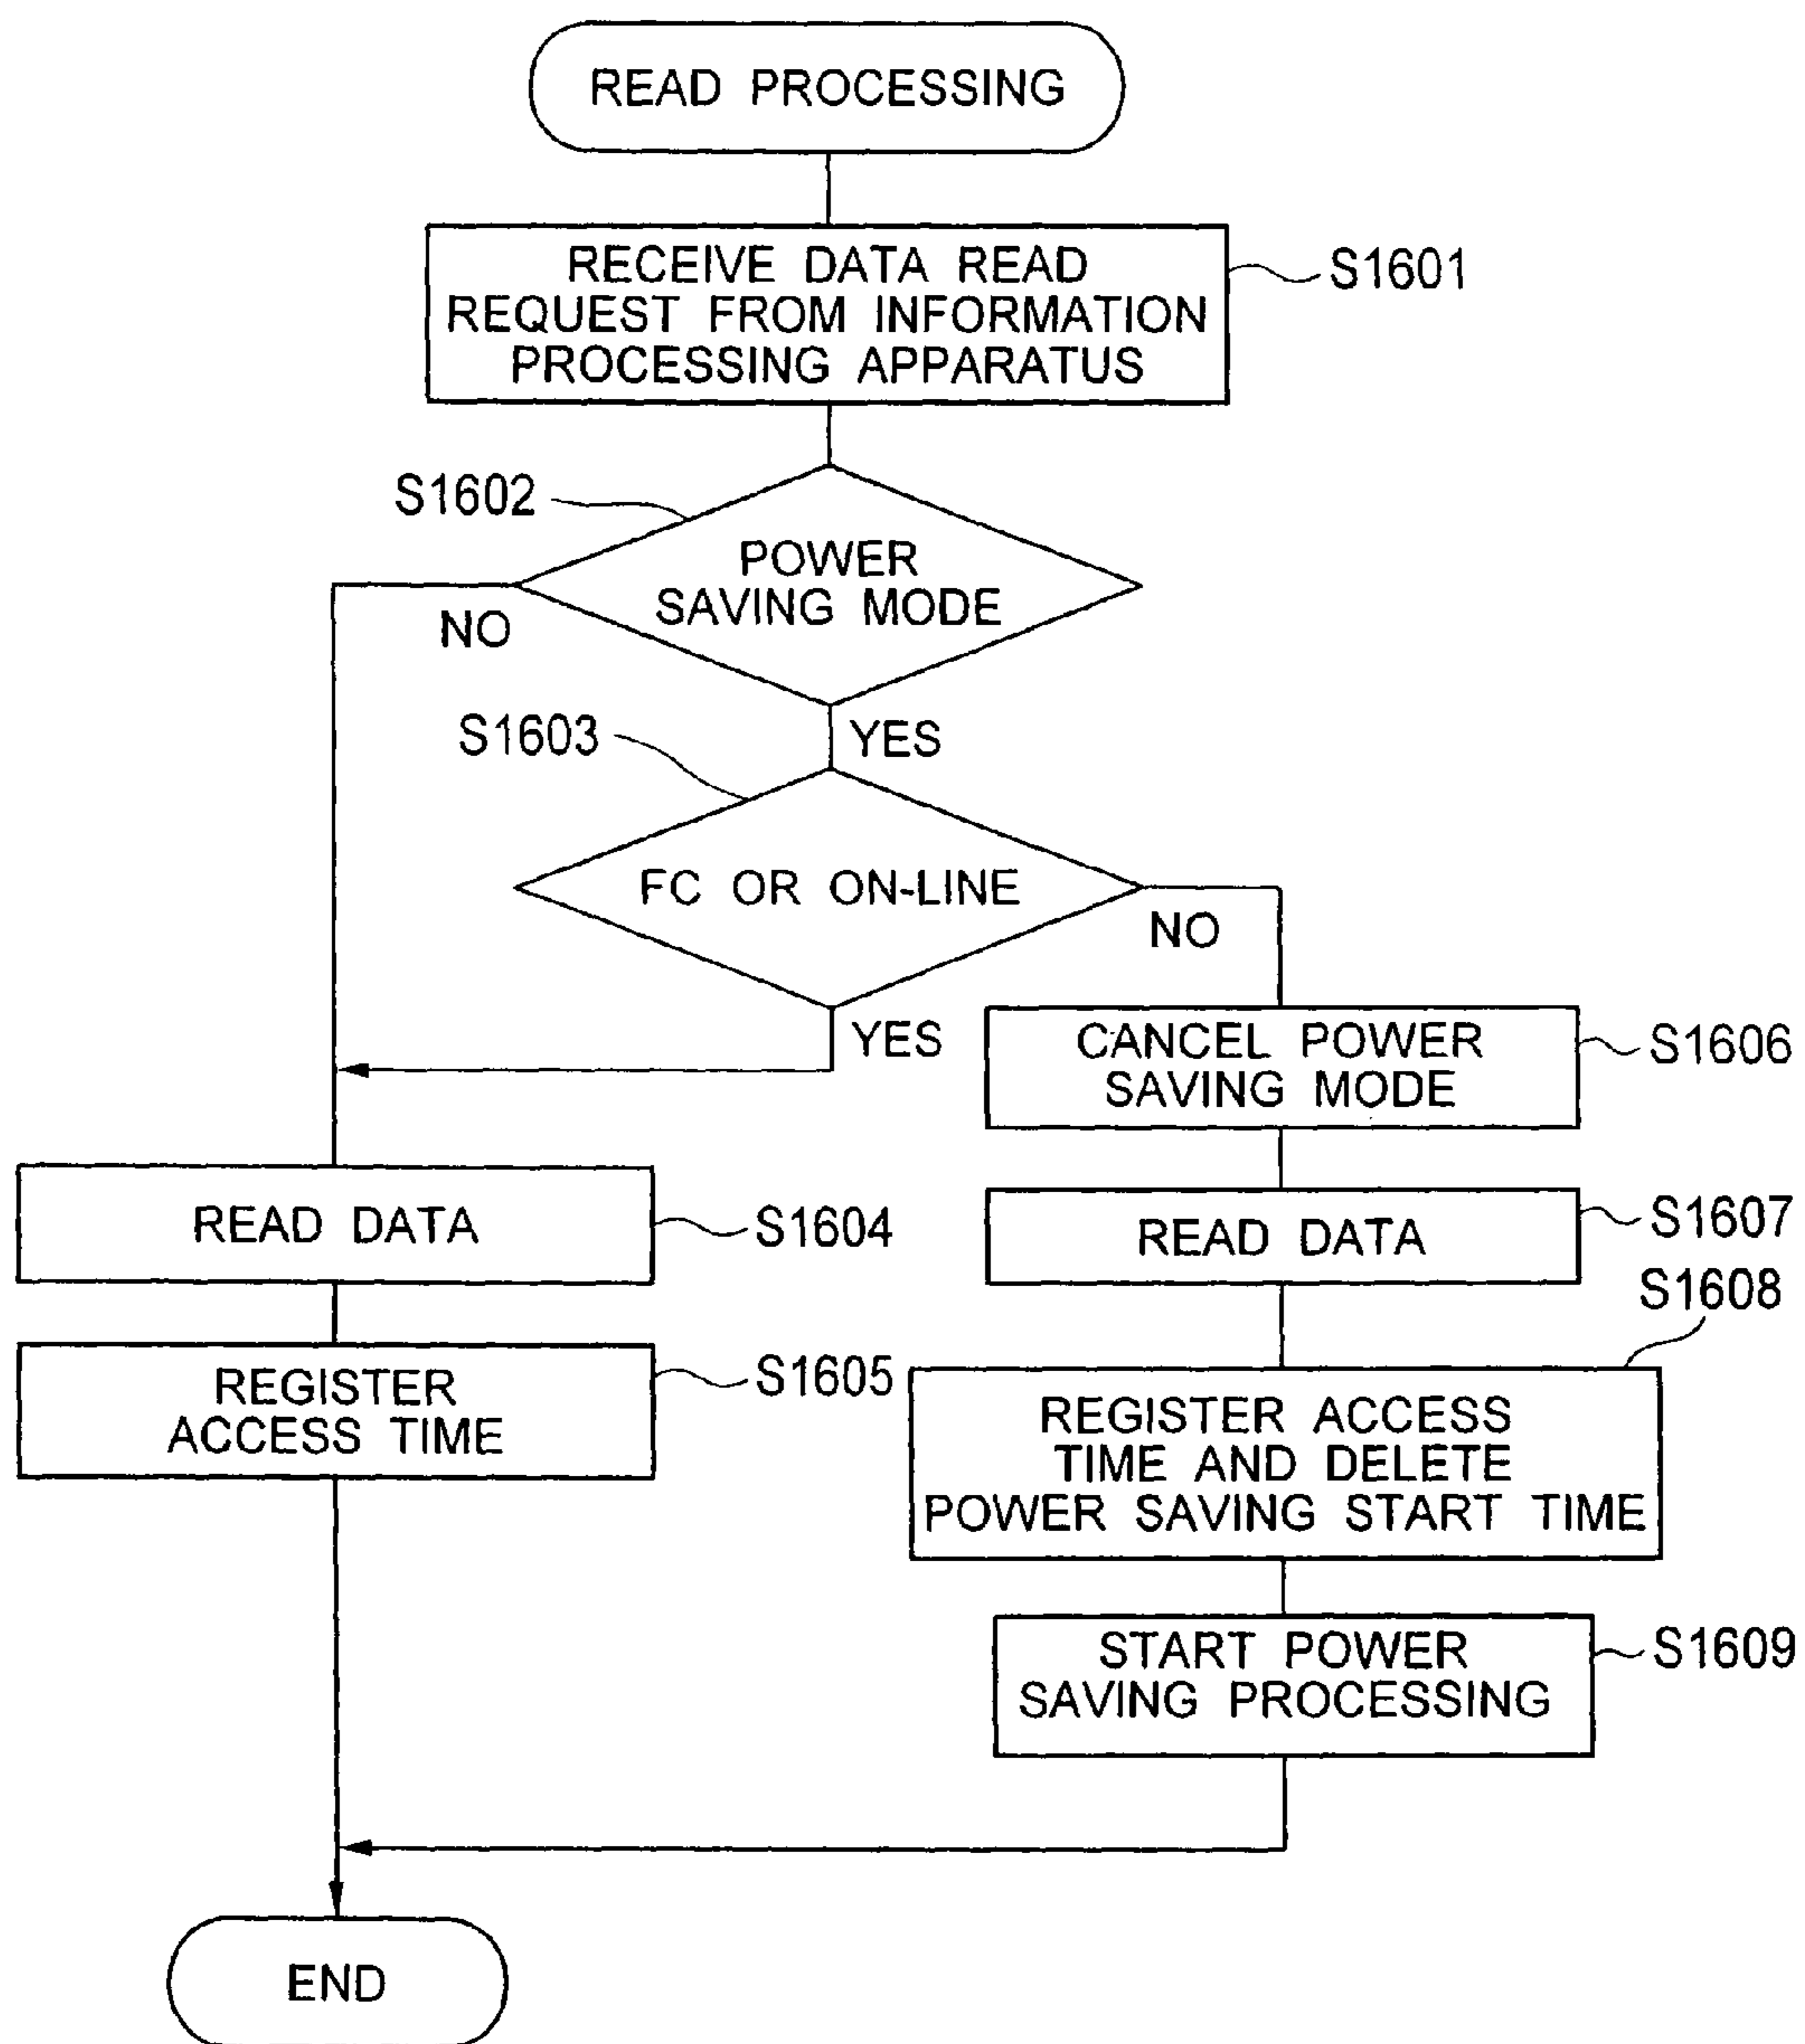 READ PROCESSING
RECEIVE DATA READ
REQUEST FROM INFORMATION
PROCESSING APPARATUS
S1601
S1602
POWER
SAVING MODE
NO
YES
S1603
FC OR ON-LINE
NO
YES
CANCEL POWER
SAVING MODE
S1606
READ DATA
S1604
READ DATA
S1607
S1608
REGISTER
ACCESS TIME
S1605
REGISTER ACCESS
TIME AND DELETE
POWER SAVING START TIME
START POWER
SAVING PROCESSING
S1609
END